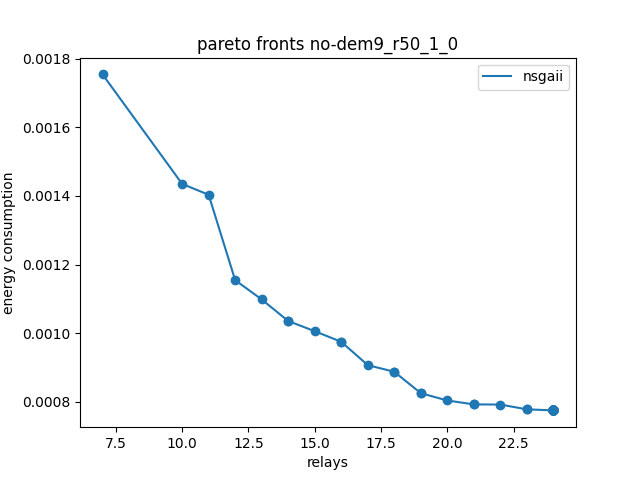 pareto fronts no-dem9_r50_1_0
nsgaii
energy consumption
0.0018
0.0016
0.0014
0.0012
0.0010
0.0008
7.5 10.0 12.5 15.0 17.5 20.0 22.5
relays